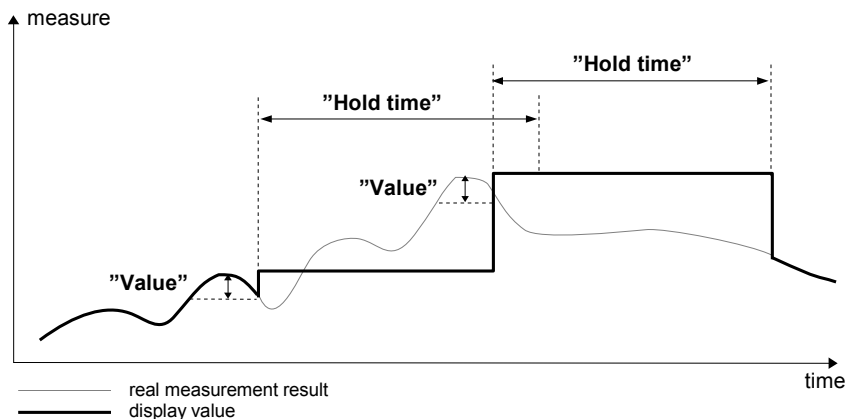 measure
”Hold time”
”Hold time”
”Value”
”Value”
time
real measurement result
display value